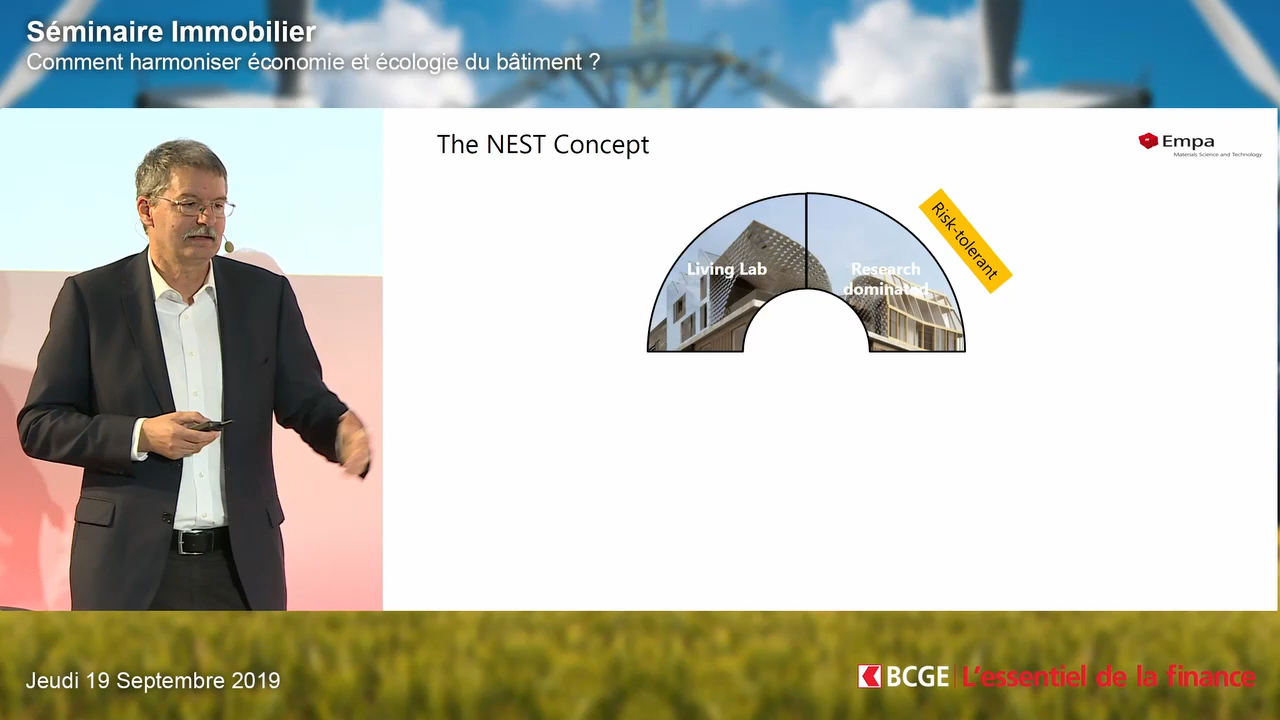 Séminaire Immobilier
Comment harmoniser économie et écologie du bâtiment ?
The NEST Concept
Empa
Materials Science and Technology
Risk-tolerant
Living Lab
Research
dominated
Jeudi 19 Septembre 2019
BCGE L'essentiel de la finance